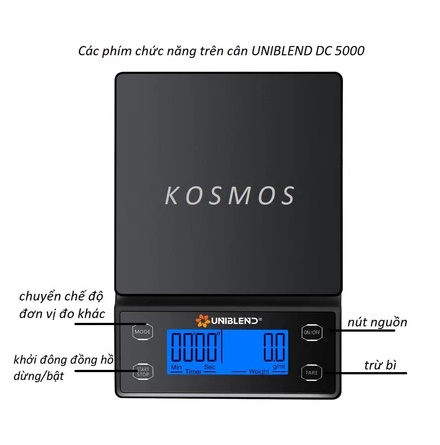 Các phím chức năng trên cân UNIBLEND DC 5000
KOSMOS
chuyển chế độ
đơn vị đo khác
MODE
UNIBLEND®
ON/OFF
nút nguồn
khởi đông đồng hồ
dừng/bật
START
STOP
0000
0.0
Min Timer Sec
Weight
TARE
trừ bì